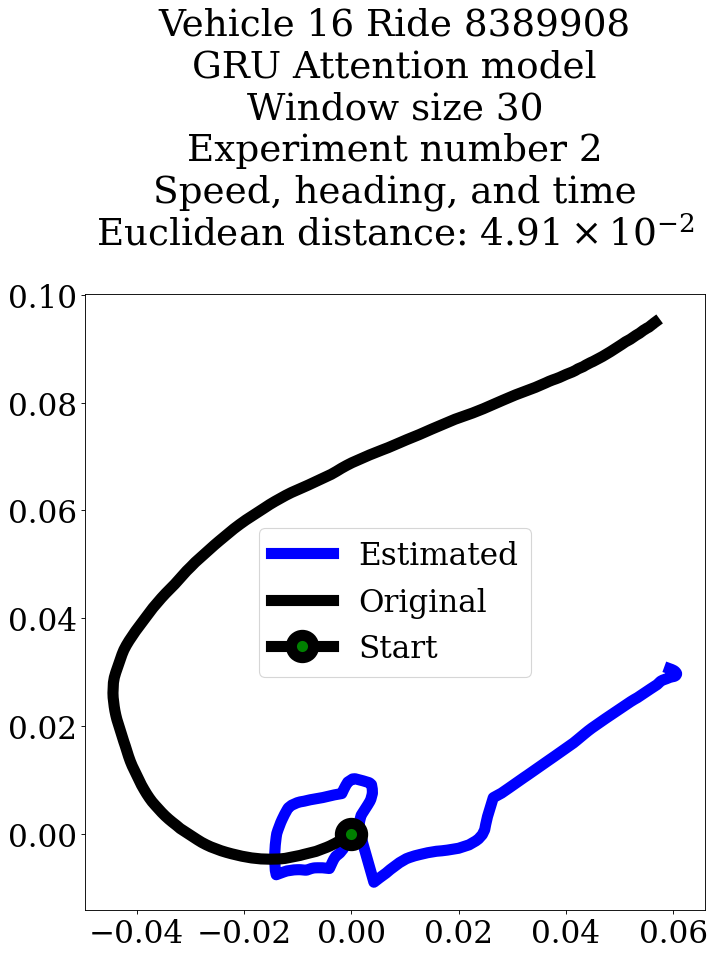 Vehicle 16 Ride 8389908
GRU Attention model
Window size 30
Experiment number 2
Speed, heading, and time
Euclidean distance: 4.91 × 10⁻²
0.10
0.08
0.06
0.04
0.02
0.00
Estimated
Original
Start
−0.04 −0.02 0.00 0.02 0.04 0.06